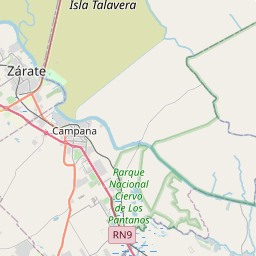 Isla Talavera
Zárate
Campana
Parque
Nacional
Ciervo
de Los
Pantanos
RN9